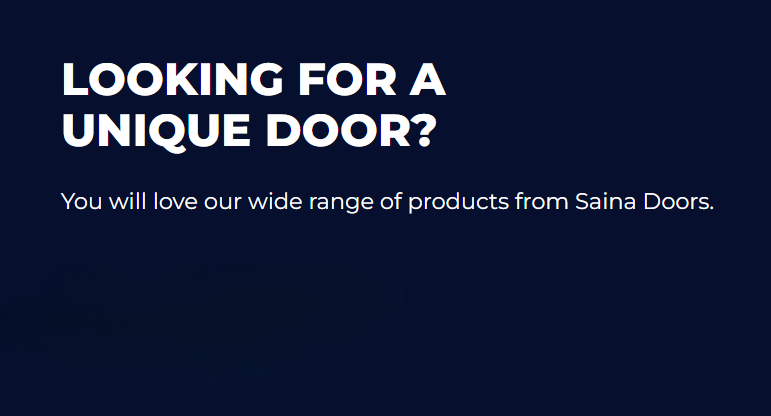 LOOKING FOR A
UNIQUE DOOR?
You will love our wide range of products from Saina Doors.